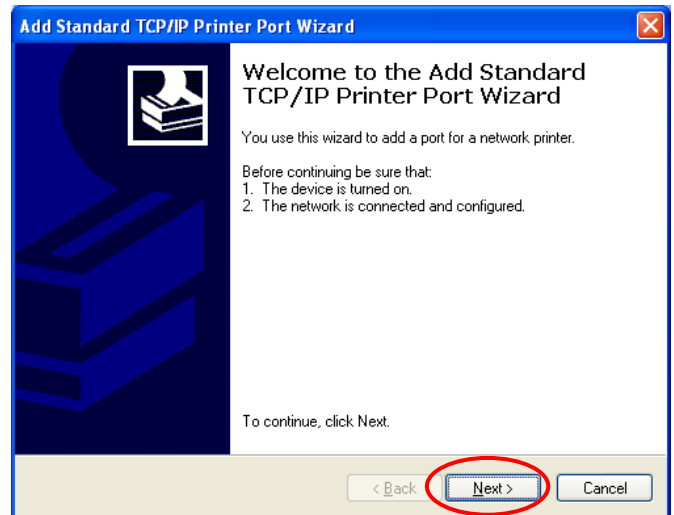 Add Standard TCP/IP Printer Port Wizard
Welcome to the Add Standard
TCP/IP Printer Port Wizard
You use this wizard to add a port for a network printer.
Before continuing be sure that:
1. The device is turned on.
2. The network is connected and configured.
To continue, click Next.
< Back
Next >
Cancel